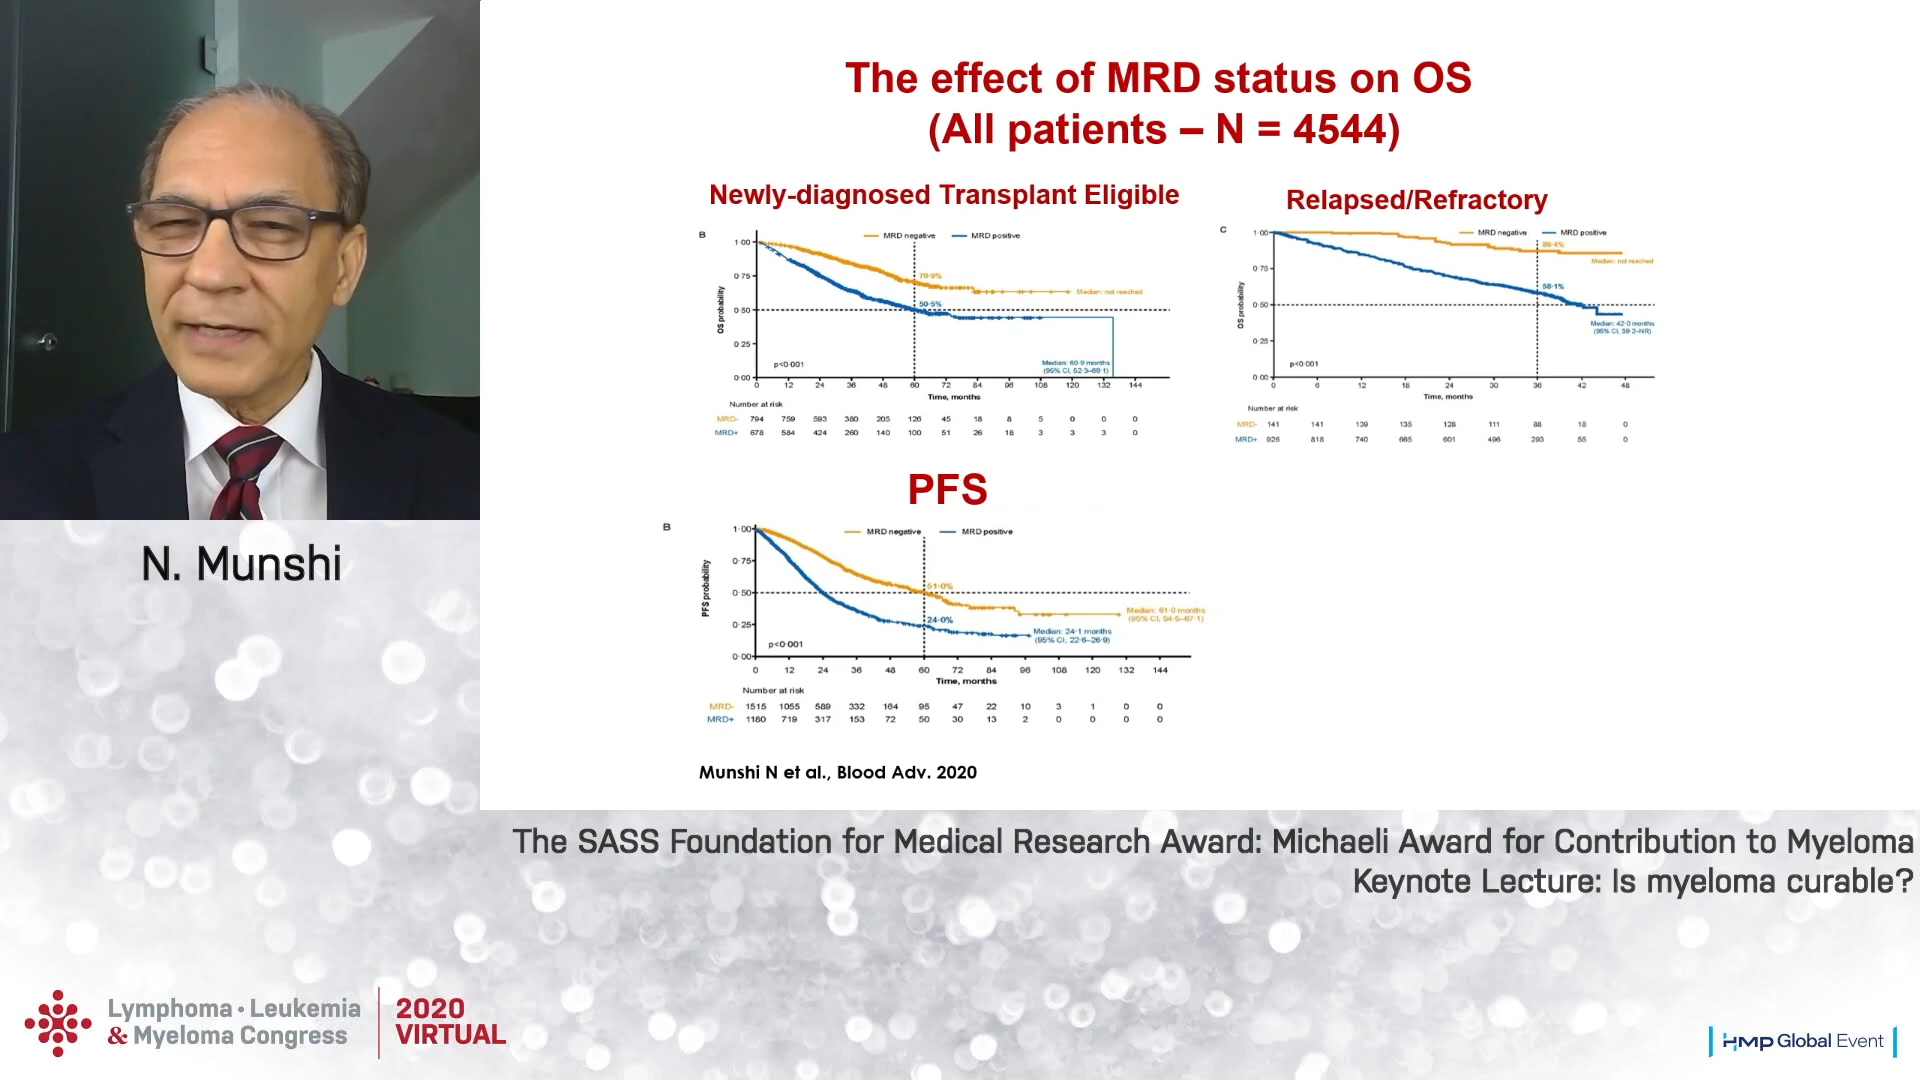 The effect of MRD status on OS
(All patients – N = 4544)
Newly-diagnosed Transplant Eligible
B
MRD negative MRD positive
1·00
0·75
0·50
0·25
0·00
OS probability
70·9%
50·5%
Median: not reached
Median: 60·9 months
(95% CI, 52·3–69·1)
p<0·001
0 12 24 36 48 60 72 84 96 108 120 132 144
Time, months
Number at risk
MRD- 794 759 593 380 205 126 45 18 8 5 0 0 0
MRD+ 678 584 424 260 140 100 51 26 18 3 3 3 0
Relapsed/Refractory
C
MRD negative MRD positive
1·00
0·75
0·50
0·25
0·00
OS probability
58·1%
Median: not reached
Median: 42·0 months
p<0·001
0 6 12 18 24 30 36 42 48
Time, months
Number at risk
MRD- 141 141 139 135 128 111 88 18 0
MRD+ 926 818 740 665 601 496 293 55 0
PFS
B
MRD negative MRD positive
1·00
0·75
0·50
0·25
0·00
PFS probability
51·0%
24·0%
Median: 61·0 months
(95% CI, 54·5–67·1)
Median: 24·1 months
(95% CI, 22·6–26·9)
p<0·001
0 12 24 36 48 60 72 84 96 108 120 132 144
Time, months
Number at risk
MRD- 1515 1055 589 332 164 95 47 22 10 3 1 0 0
MRD+ 1180 719 317 153 72 50 30 13 2 0 0 0 0
Munshi N et al., Blood Adv. 2020
N. Munshi
The SASS Foundation for Medical Research Award: Michaeli Award for Contribution to Myeloma
Keynote Lecture: Is myeloma curable?
Lymphoma • Leukemia
& Myeloma Congress
2020
VIRTUAL
HMP Global Event